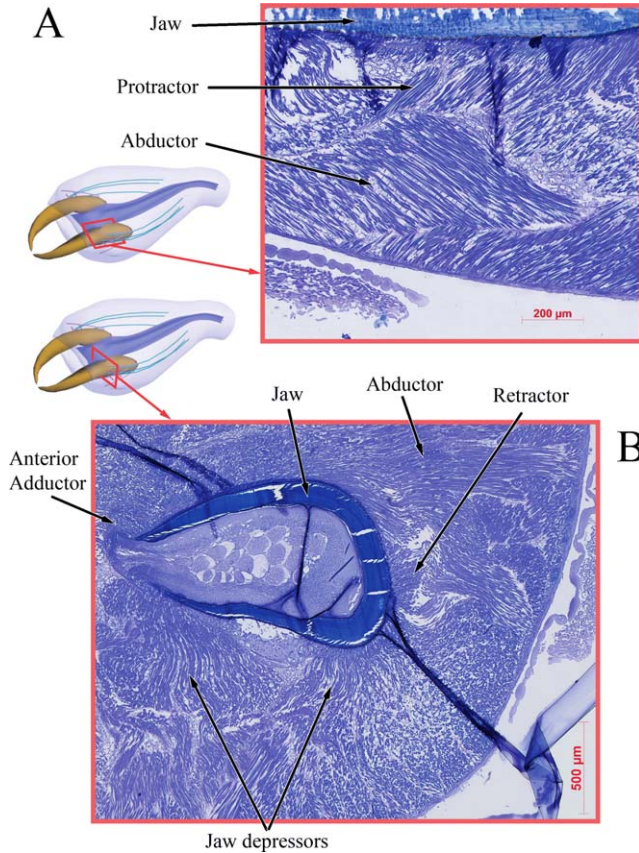 A
Jaw
Protractor
Abductor
200 µm
Jaw
Abductor
Retractor
B
Anterior
Adductor
500 µm
Jaw depressors